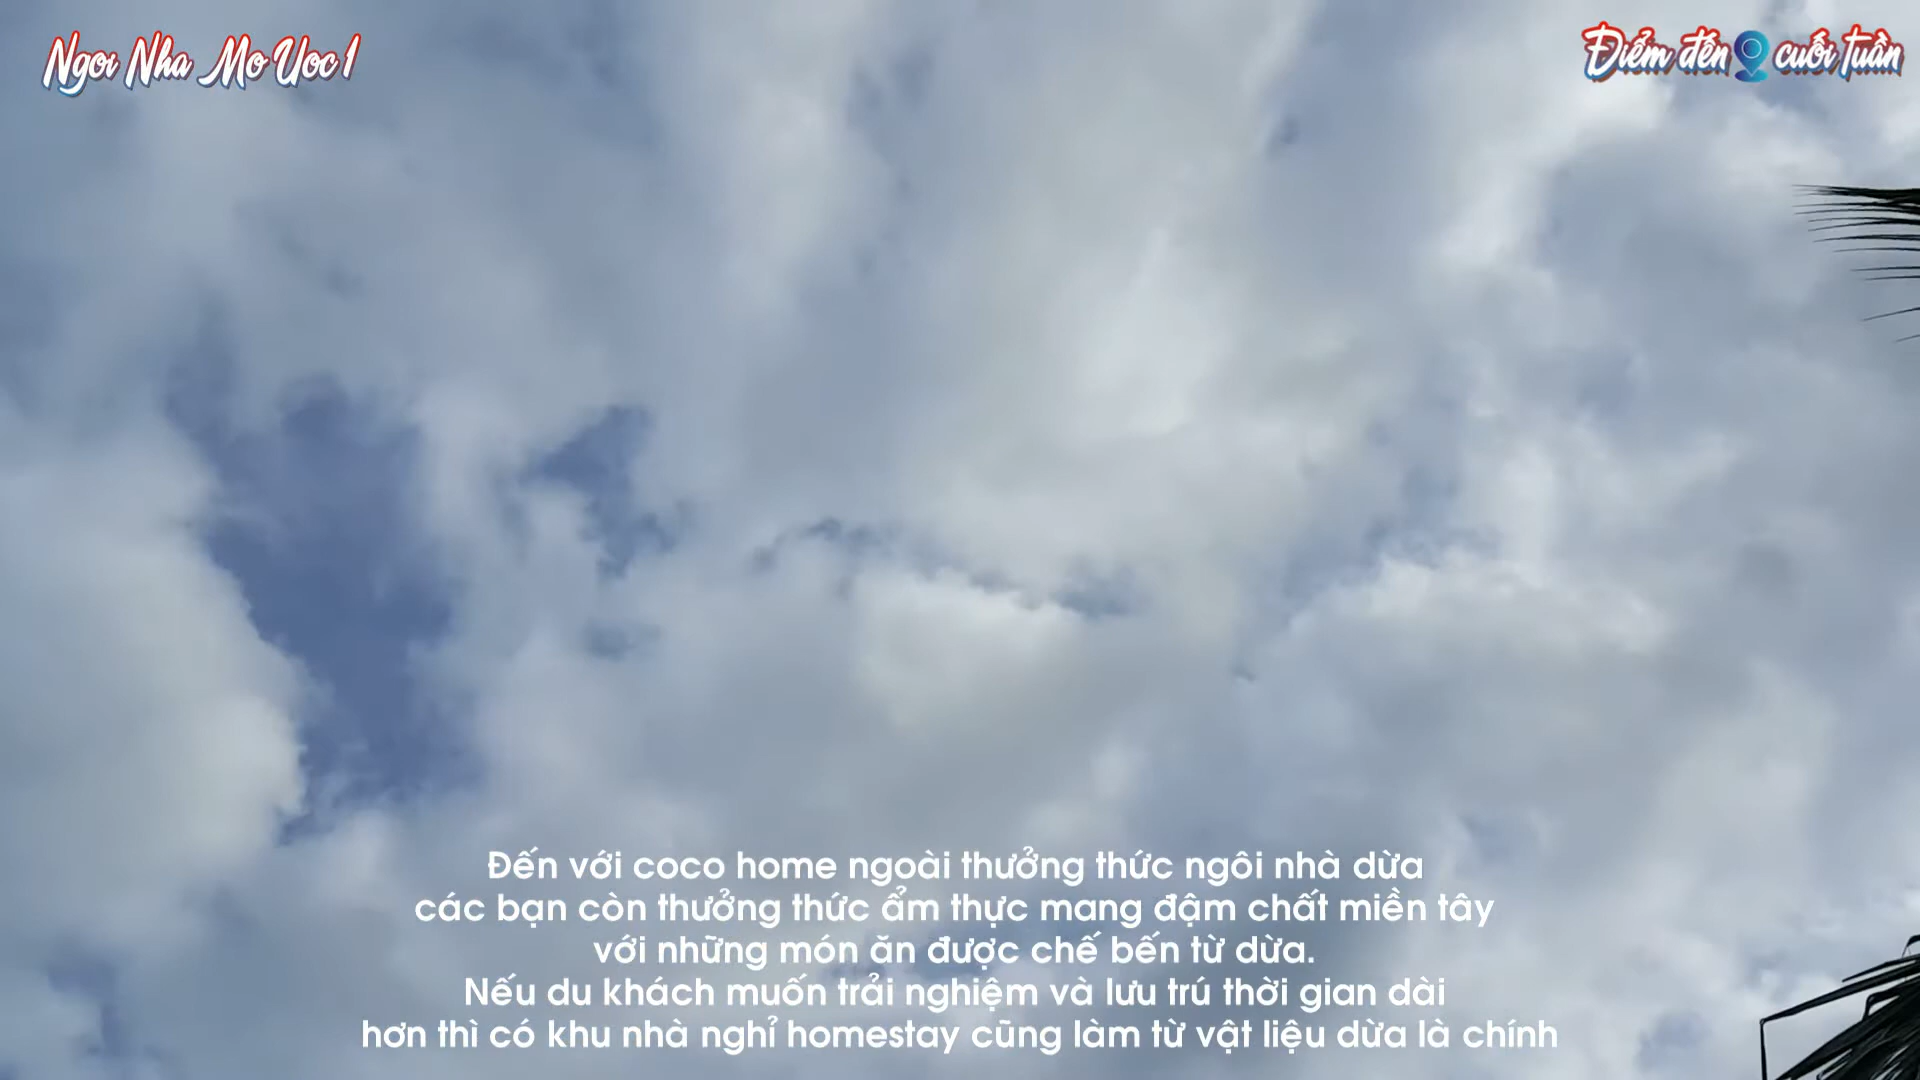 Ngoi Nha Mo Uoc 1
Điểm đến cuối tuần
Đến với coco home ngoài thưởng thức ngôi nhà dừa
các bạn còn thưởng thức ẩm thực mang đậm chất miền tây
với những món ăn được chế bến từ dừa.
Nếu du khách muốn trải nghiệm và lưu trú thời gian dài
hơn thì có khu nhà nghỉ homestay cũng làm từ vật liệu dừa là chính